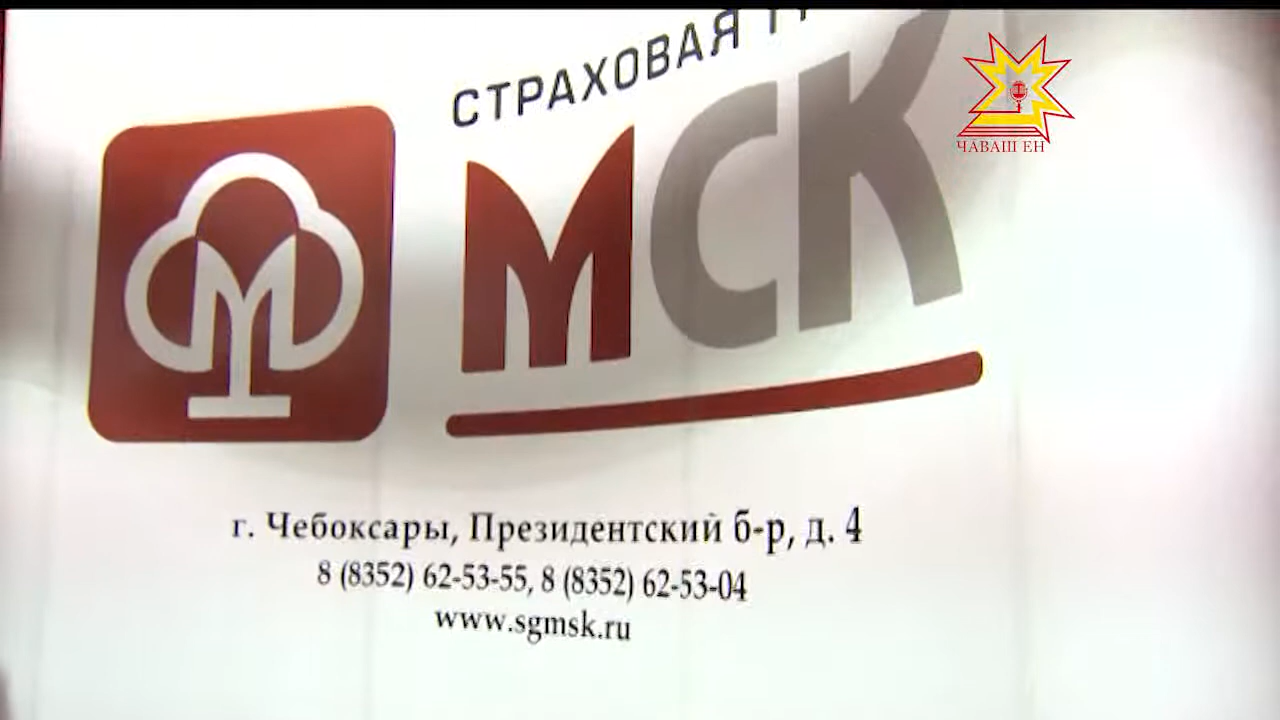 СТРАХОВАЯ
МСК
ЧĂВАШ ЕН
г. Чебоксары, Президентский б-р, д. 4
8 (8352) 62-53-55, 8 (8352) 62-53-04
www.sgmsk.ru